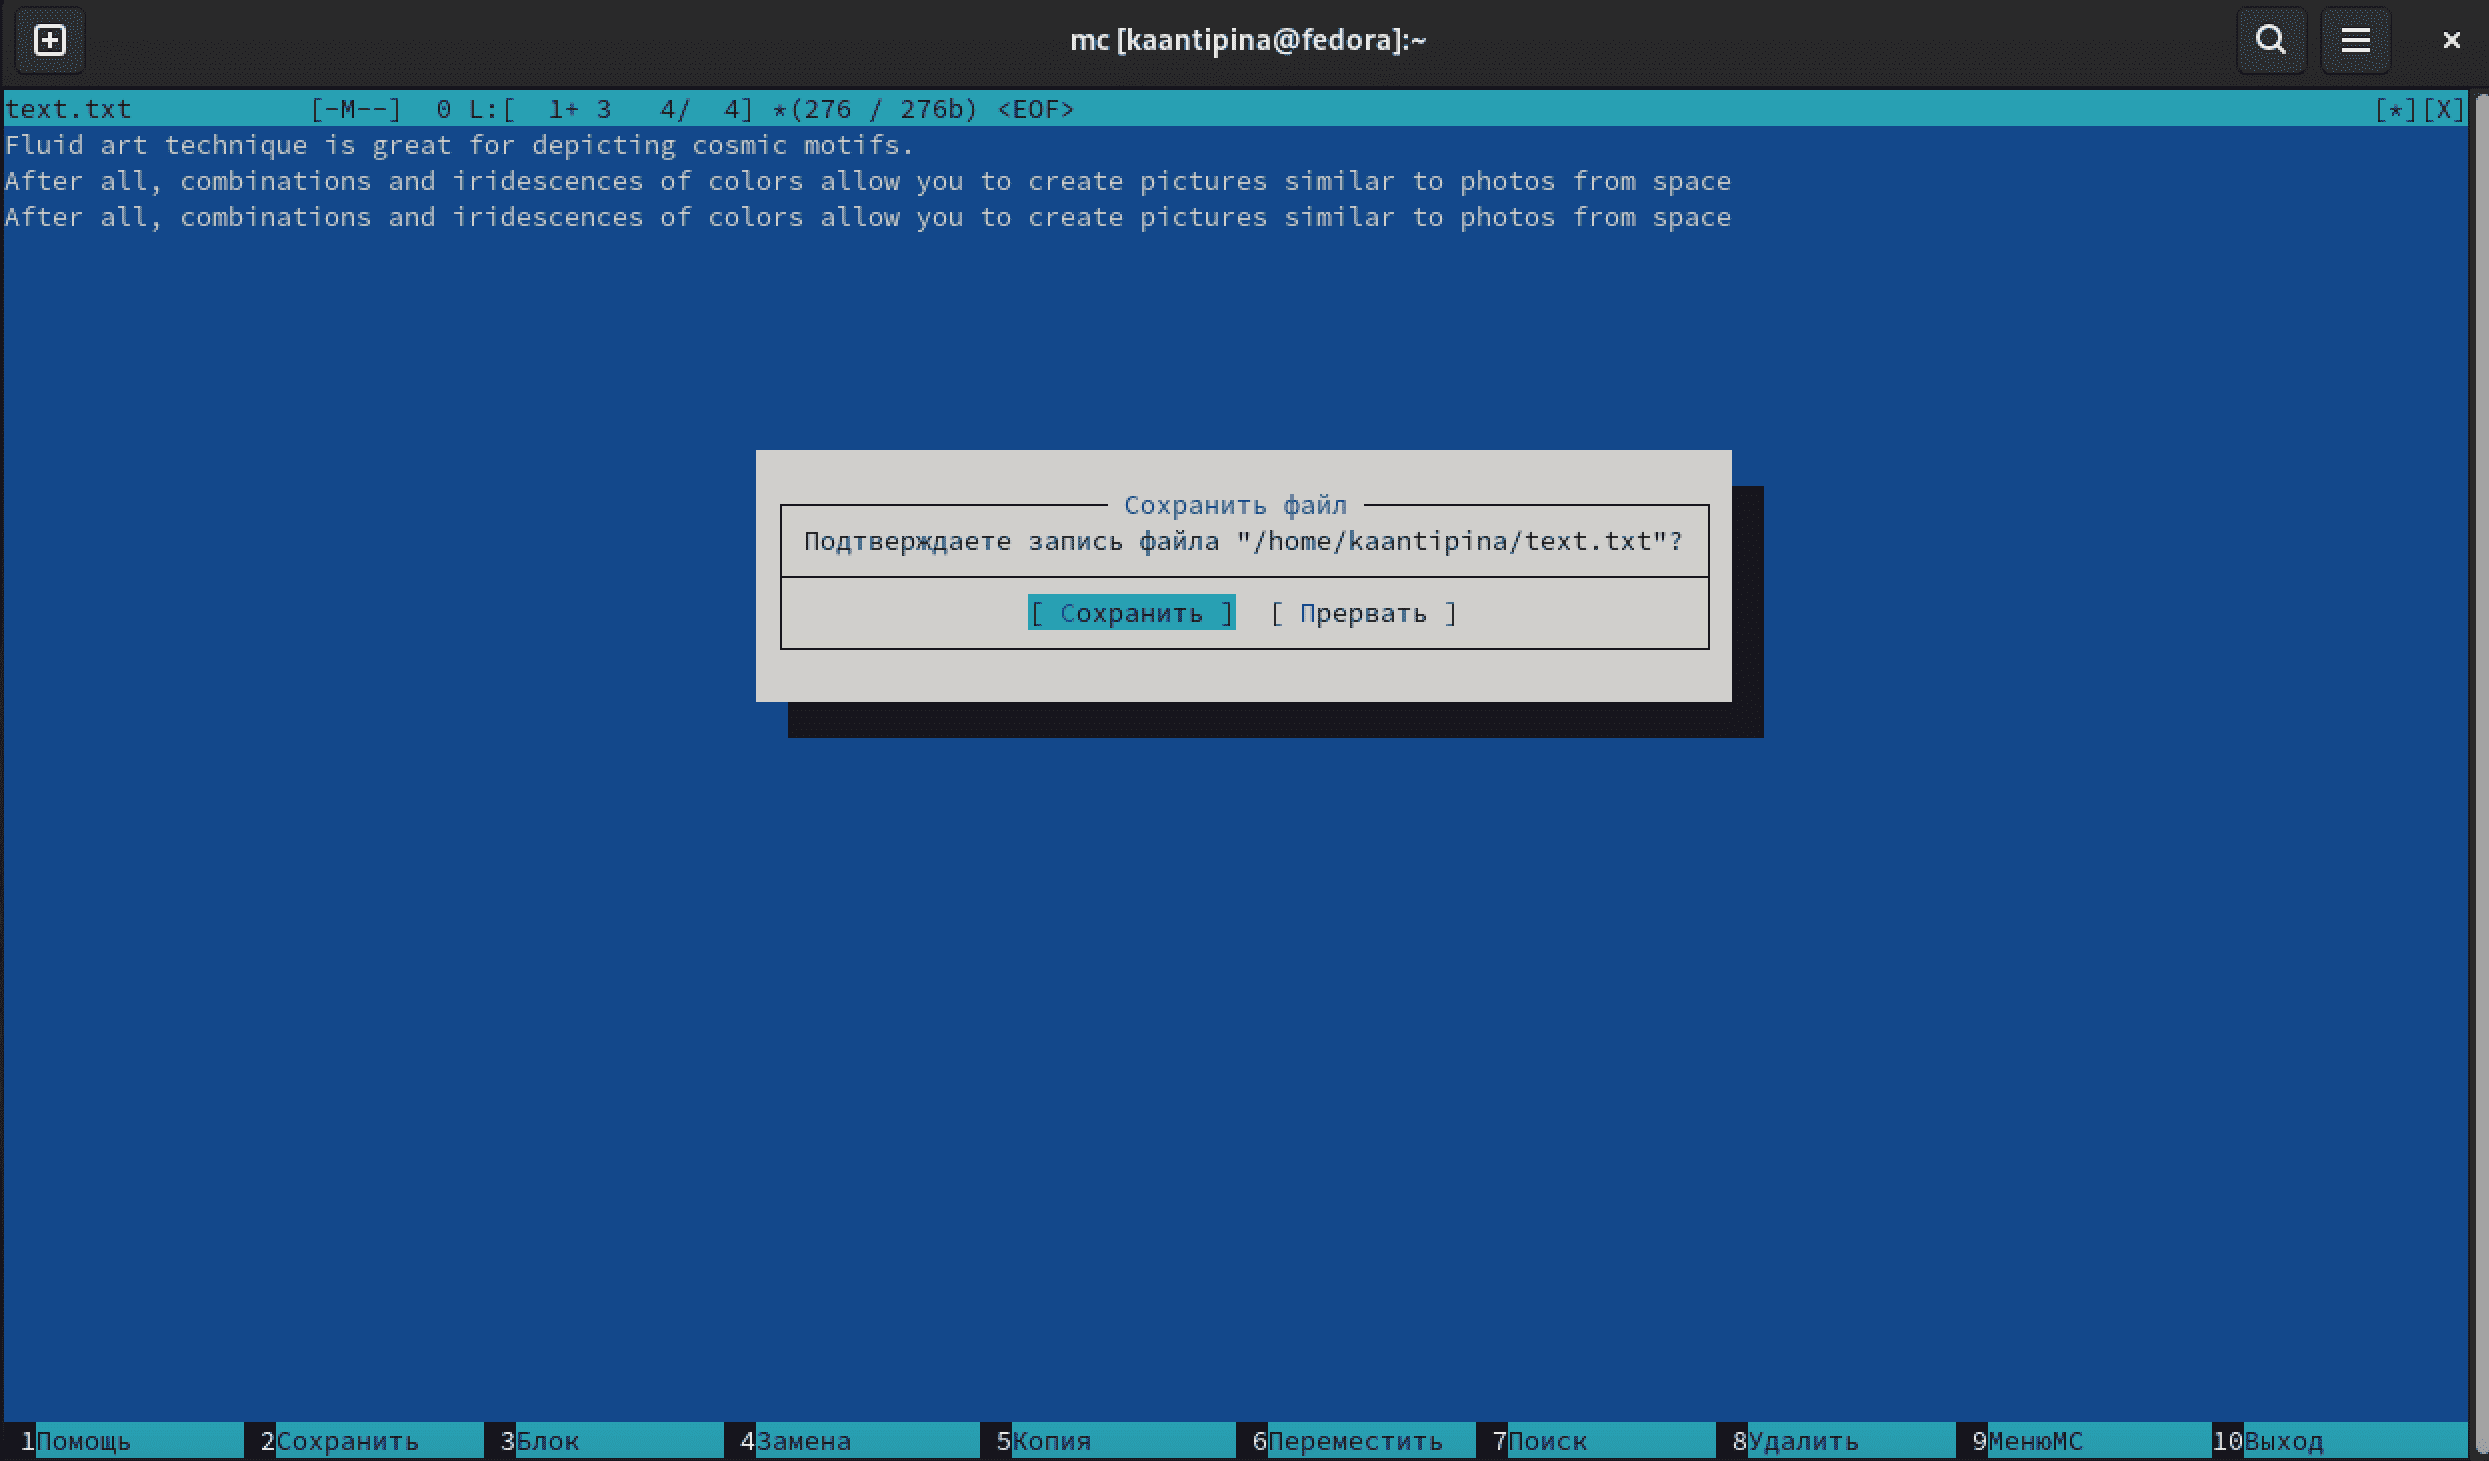 mc [kaantipina@fedora]:~
text.txt [-M--] 0 L:[ 1+ 3 4/ 4] *(276 / 276b) <EOF> [*][X]
Fluid art technique is great for depicting cosmic motifs.
After all, combinations and iridescences of colors allow you to create pictures similar to photos from space
After all, combinations and iridescences of colors allow you to create pictures similar to photos from space
Сохранить файл
Подтверждаете запись файла "/home/kaantipina/text.txt"?
[ Сохранить ] [ Прервать ]
1Помощь 2Сохранить 3Блок 4Замена 5Копия 6Переместить 7Поиск 8Удалить 9МенюMC 10Выход